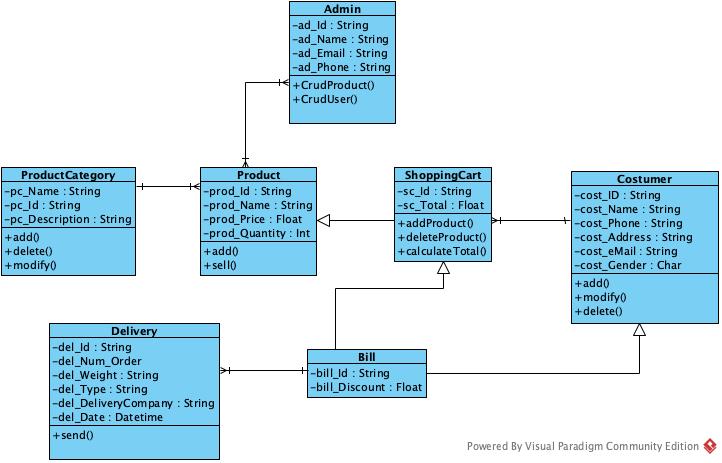 Admin
-ad_Id : String
-ad_Name : String
-ad_Email : String
-ad_Phone : String
+CrudProduct()
+CrudUser()
ProductCategory
-pc_Name : String
-pc_Id : String
-pc_Description : String
+add()
+delete()
+modify()
Product
-prod_Id : String
-prod_Name : String
-prod_Price : Float
-prod_Quantity : Int
+add()
+sell()
ShoppingCart
-sc_Id : String
-sc_Total : Float
+addProduct()
+deleteProduct()
+calculateTotal()
Costumer
-cost_ID : String
-cost_Name : String
-cost_Phone : String
-cost_Address : String
-cost_eMail : String
-cost_Gender : Char
+add()
+modify()
+delete()
Delivery
-del_Id : String
-del_Num_Order
-del_Weight : String
-del_Type : String
-del_DeliveryCompany : String
-del_Date : Datetime
+send()
Bill
-bill_Id : String
-bill_Discount : Float
Powered By Visual Paradigm Community Edition